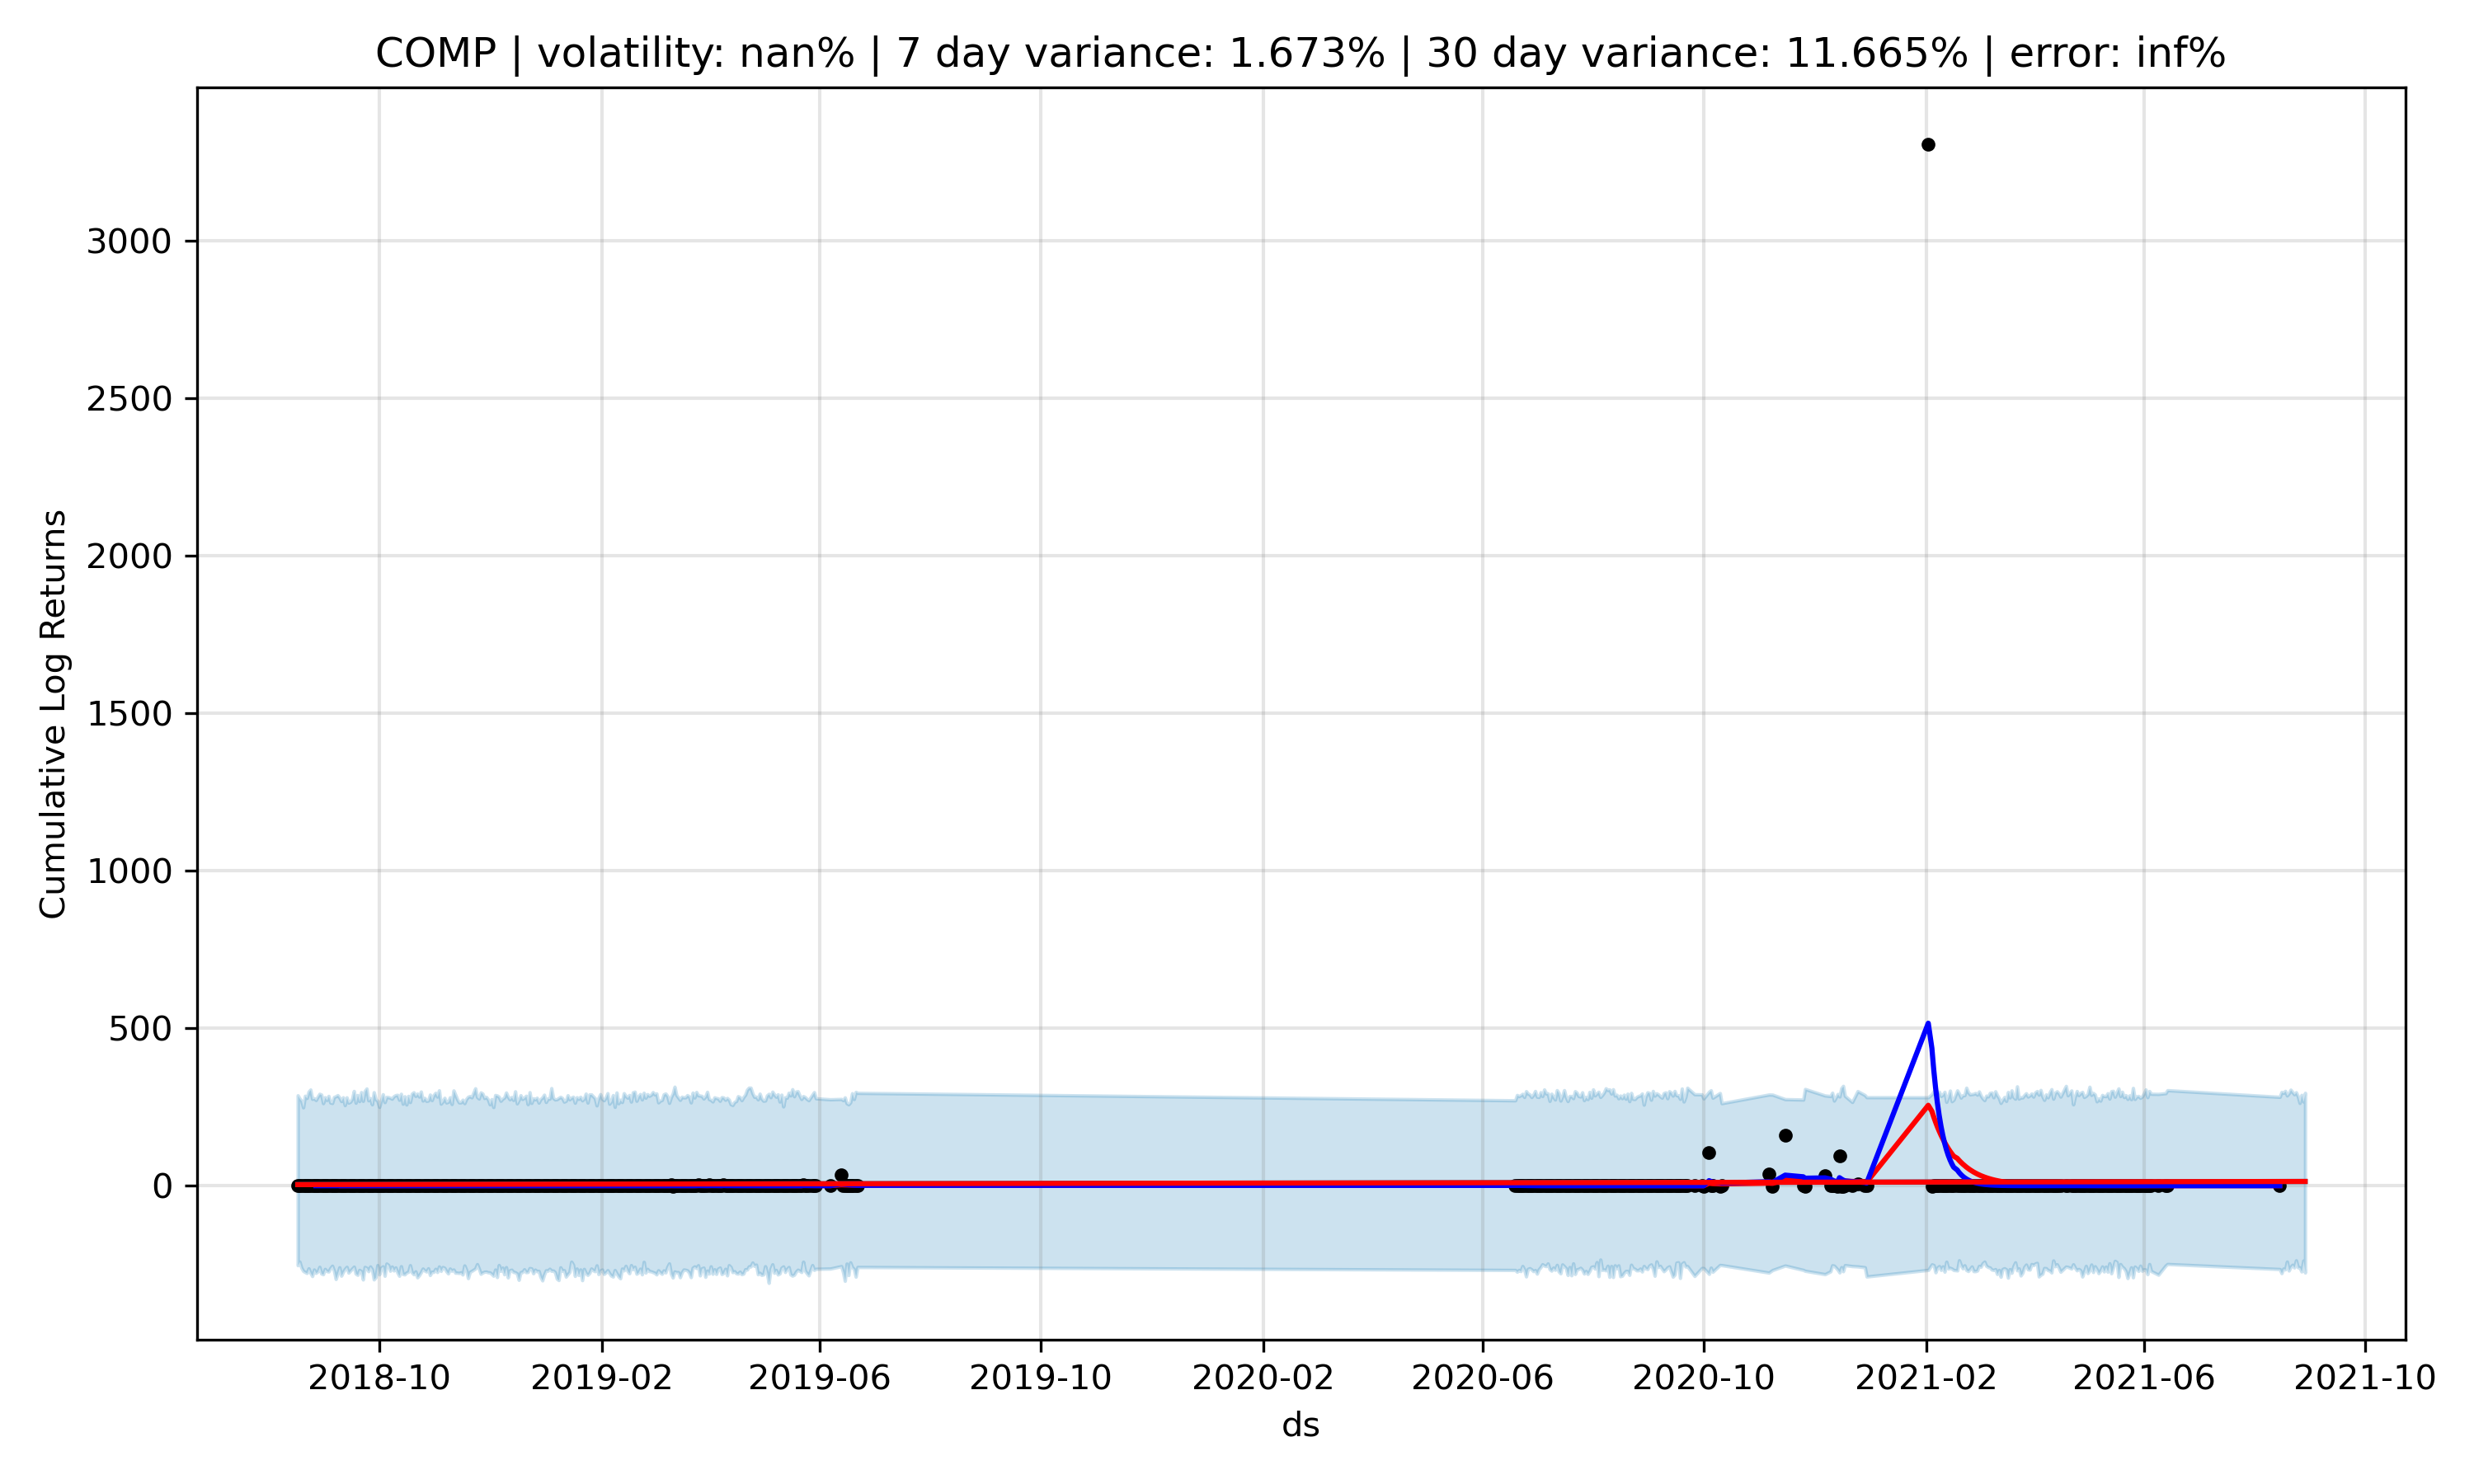 COMP | volatility: nan% | 7 day variance: 1.673% | 30 day variance: 11.665% | error: inf%
3000
2500
2000
1500
1000
500
0
Cumulative Log Returns
2018-10 2019-02 2019-06 2019-10 2020-02 2020-06 2020-10 2021-02 2021-06 2021-10
ds